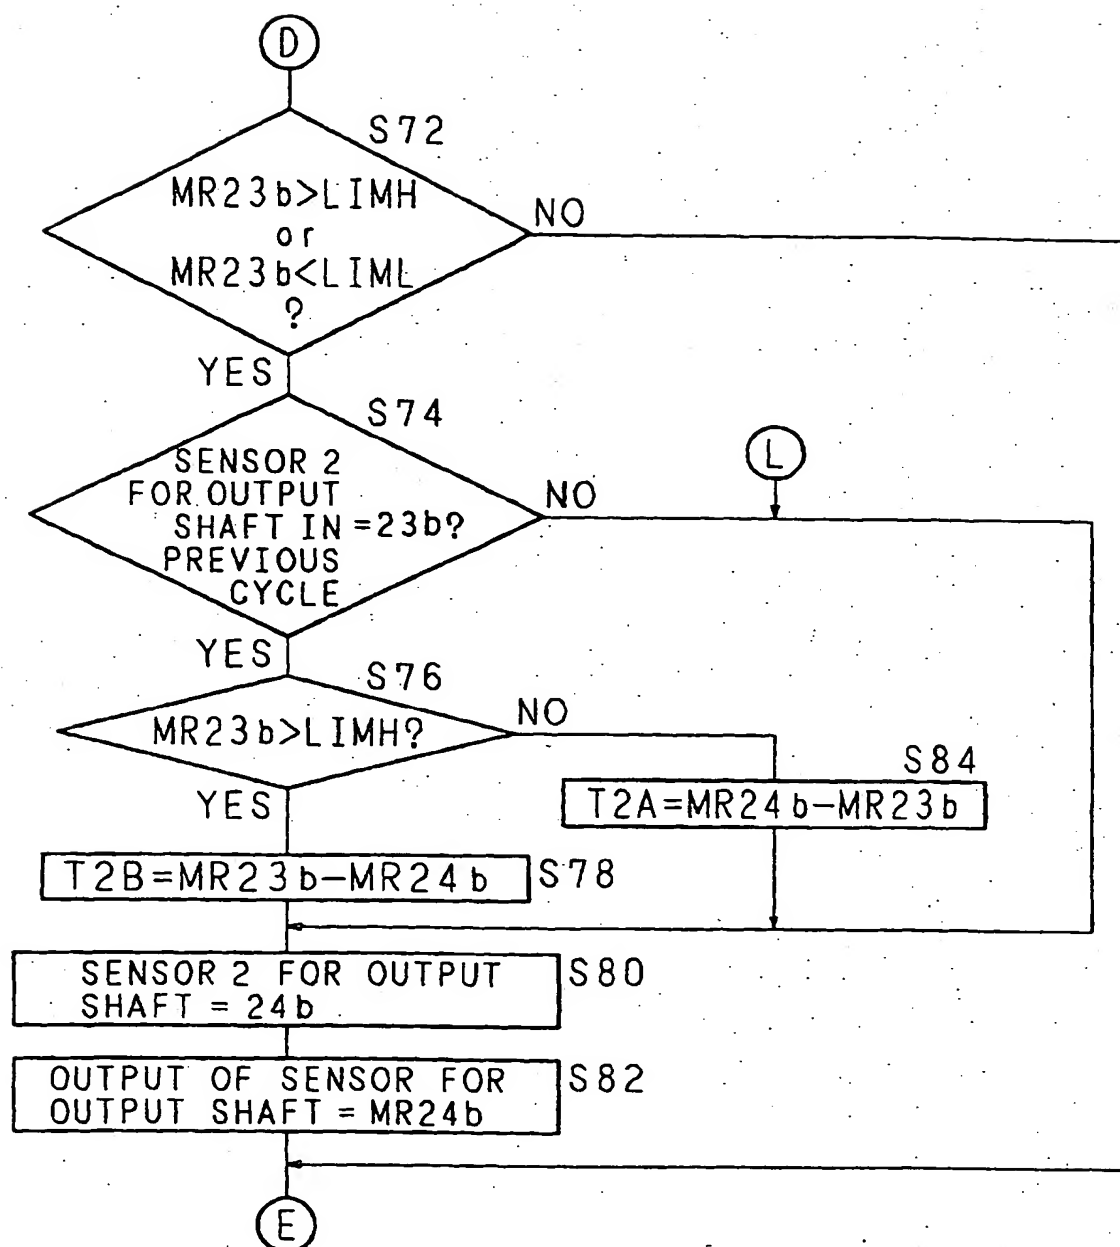 D
S72
MR23b>LIMH
or
MR23b<LIML
?
NO
YES
S74
SENSOR 2
FOR OUTPUT
SHAFT IN =23b?
PREVIOUS
CYCLE
NO
L
YES
S76
MR23b>LIMH?
NO
YES
S84
T2A=MR24b-MR23b
T2B=MR23b-MR24b
S78
SENSOR 2 FOR OUTPUT
SHAFT = 24b
S80
OUTPUT OF SENSOR FOR
OUTPUT SHAFT = MR24b
S82
E